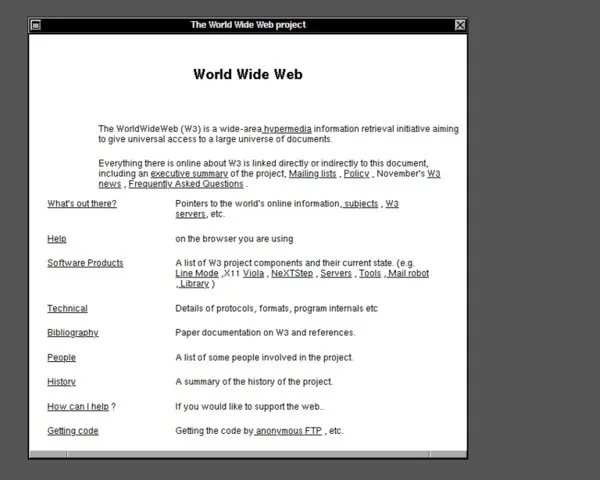 The World Wide Web project
World Wide Web
The WorldWideWeb (W3) is a wide-area hypermedia information retrieval initiative aiming
to give universal access to a large universe of documents.
Everything there is online about W3 is linked directly or indirectly to this document,
including an executive summary of the project, Mailing lists , Policy , November's W3
news , Frequently Asked Questions .
What's out there? Pointers to the world's online information, subjects , W3
servers, etc.
Help on the browser you are using
Software Products A list of W3 project components and their current state. (e.g.
Line Mode ,X11 Viola , NeXTStep , Servers , Tools , Mail robot
, Library )
Technical Details of protocols, formats, program internals etc
Bibliography Paper documentation on W3 and references.
People A list of some people involved in the project.
History A summary of the history of the project.
How can I help ? If you would like to support the web..
Getting code Getting the code by anonymous FTP , etc.